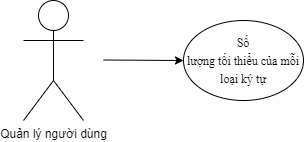 Số
lượng tối thiểu của mỗi
loại ký tự
Quản lý người dùng